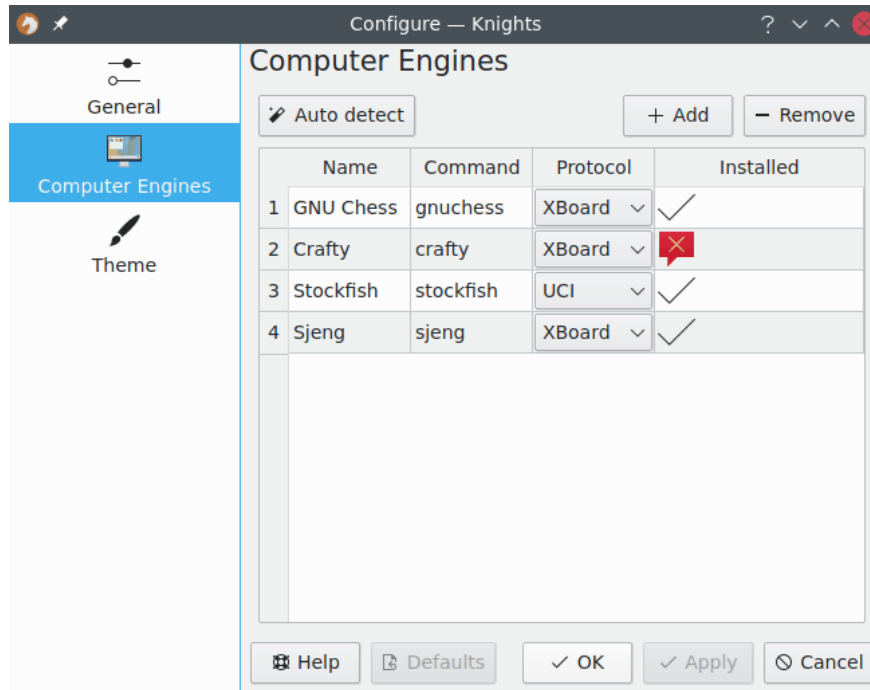 Configure — Knights
General
Computer Engines
Theme
Computer Engines
Auto detect
Add
Remove
Name Command Protocol Installed
1 GNU Chess gnuchess XBoard
2 Crafty crafty XBoard
3 Stockfish stockfish UCI
4 Sjeng sjeng XBoard
Help Defaults OK Apply Cancel